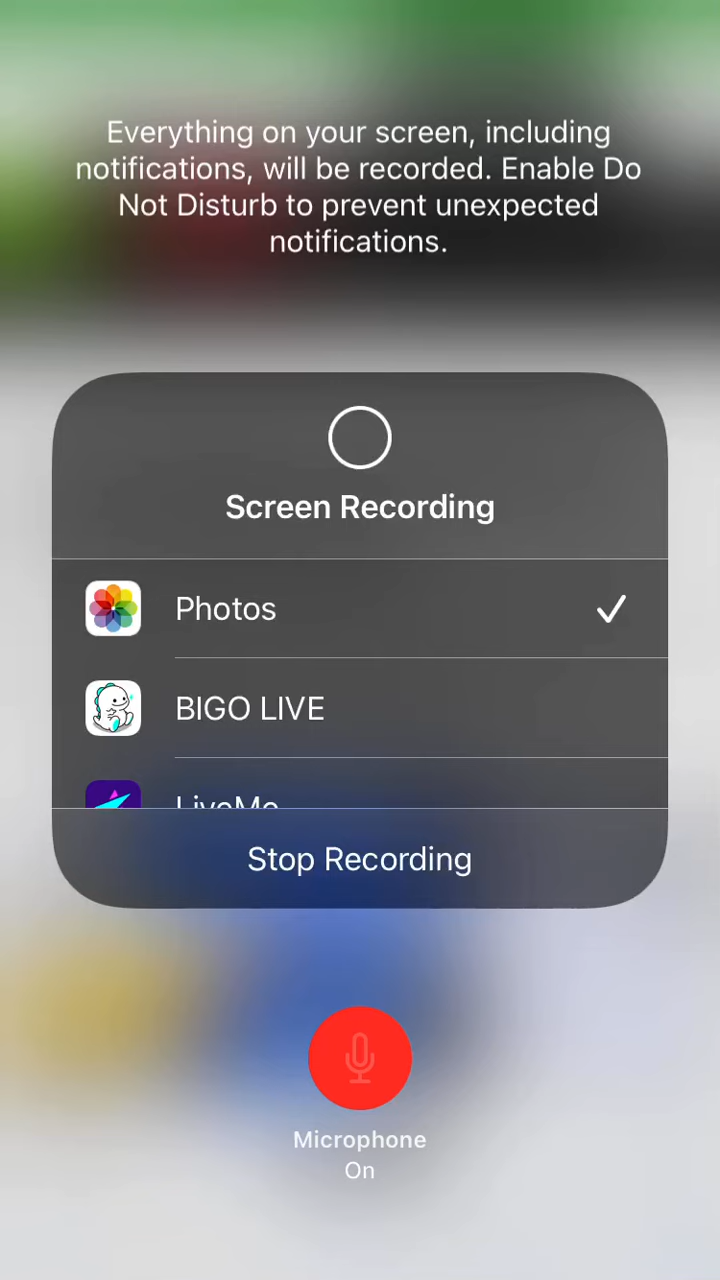 Everything on your screen, including
notifications, will be recorded. Enable Do
Not Disturb to prevent unexpected
notifications.
Screen Recording
Photos
BIGO LIVE
LiveMe
Stop Recording
Microphone
On